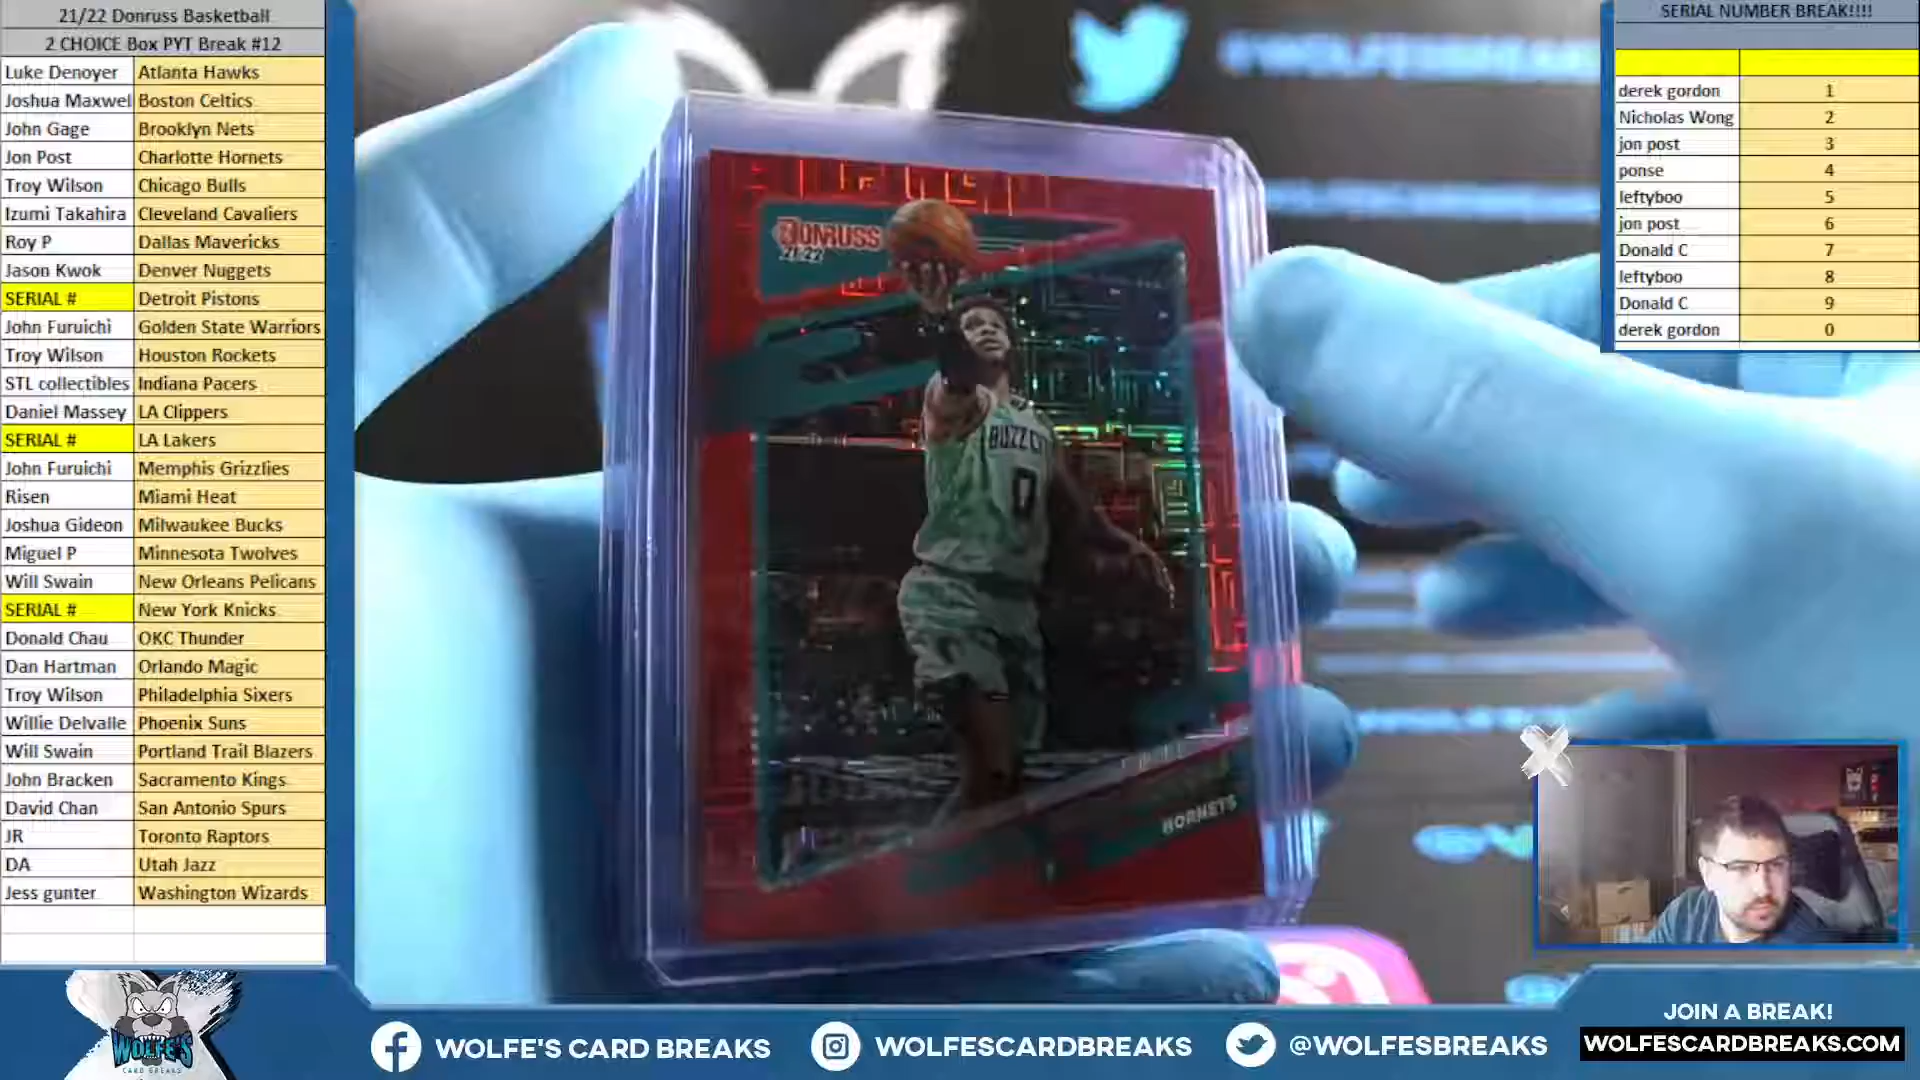 21/22 Donruss Basketball
2 CHOICE Box PYT Break #12
Luke Denoyer Atlanta Hawks
Joshua Maxwel Boston Celtics
John Gage Brooklyn Nets
Jon Post Charlotte Hornets
Troy Wilson Chicago Bulls
Izumi Takahira Cleveland Cavaliers
Roy P Dallas Mavericks
Jason Kwok Denver Nuggets
SERIAL # Detroit Pistons
John Furuichi Golden State Warriors
Troy Wilson Houston Rockets
STL collectibles Indiana Pacers
Daniel Massey LA Clippers
SERIAL # LA Lakers
John Furuichi Memphis Grizzlies
Risen Miami Heat
Joshua Gideon Milwaukee Bucks
Miguel P Minnesota Twolves
Will Swain New Orleans Pelicans
SERIAL # New York Knicks
Donald Chau OKC Thunder
Dan Hartman Orlando Magic
Troy Wilson Philadelphia Sixers
Willie Delvalle Phoenix Suns
Will Swain Portland Trail Blazers
John Bracken Sacramento Kings
David Chan San Antonio Spurs
JR Toronto Raptors
DA Utah Jazz
Jess gunter Washington Wizards
@WOLFESBREAKS
DONRUSS
21-22
BUZZ CITY
0
HORNETS
SERIAL NUMBER BREAK!!!!
derek gordon 1
Nicholas Wong 2
jon post 3
ponse 4
leftyboo 5
jon post 6
Donald C 7
leftyboo 8
Donald C 9
derek gordon 0
WOLFE'S
CARD BREAKS
WOLFE'S CARD BREAKS
WOLFESCARDBREAKS
@WOLFESBREAKS
JOIN A BREAK!
WOLFESCARDBREAKS.COM